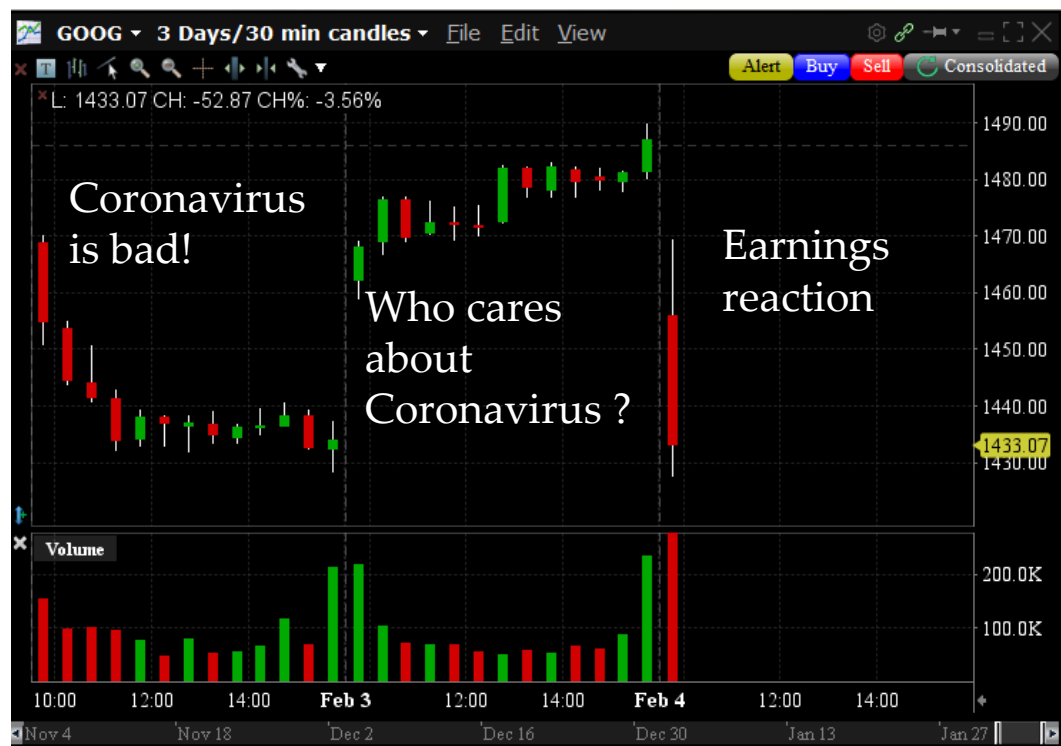 GOOG 3 Days/30 min candles File Edit View
T Alert Buy Sell Consolidated
L: 1433.07 CH: -52.87 CH%: -3.56%
1490.00
1480.00
1470.00
1460.00
1450.00
1440.00
1433.07
1430.00
Coronavirus
is bad!
Who cares
about
Coronavirus ?
Earnings
reaction
Volume
200.0K
100.0K
10:00 12:00 14:00 Feb 3 12:00 14:00 Feb 4 12:00 14:00
Nov 4 Nov 18 Dec 2 Dec 16 Dec 30 Jan 13 Jan 27